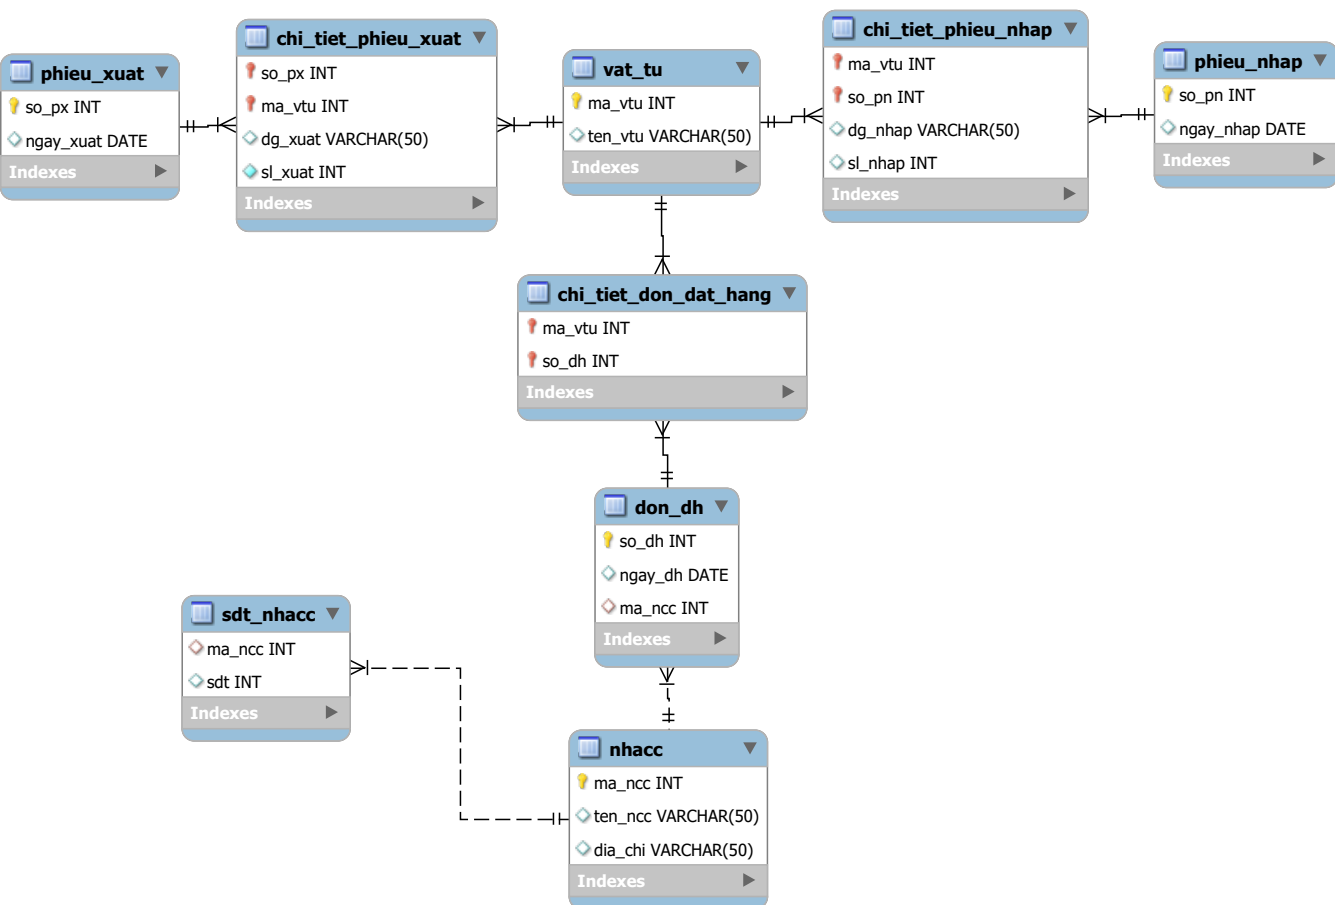 phieu_xuat
so_px INT
ngay_xuat DATE
Indexes
chi_tiet_phieu_xuat
so_px INT
ma_vtu INT
dg_xuat VARCHAR(50)
sl_xuat INT
Indexes
vat_tu
ma_vtu INT
ten_vtu VARCHAR(50)
Indexes
chi_tiet_phieu_nhap
ma_vtu INT
so_pn INT
dg_nhap VARCHAR(50)
sl_nhap INT
Indexes
phieu_nhap
so_pn INT
ngay_nhap DATE
Indexes
chi_tiet_don_dat_hang
ma_vtu INT
so_dh INT
Indexes
don_dh
so_dh INT
ngay_dh DATE
ma_ncc INT
Indexes
sdt_nhacc
ma_ncc INT
sdt INT
Indexes
nhacc
ma_ncc INT
ten_ncc VARCHAR(50)
dia_chi VARCHAR(50)
Indexes